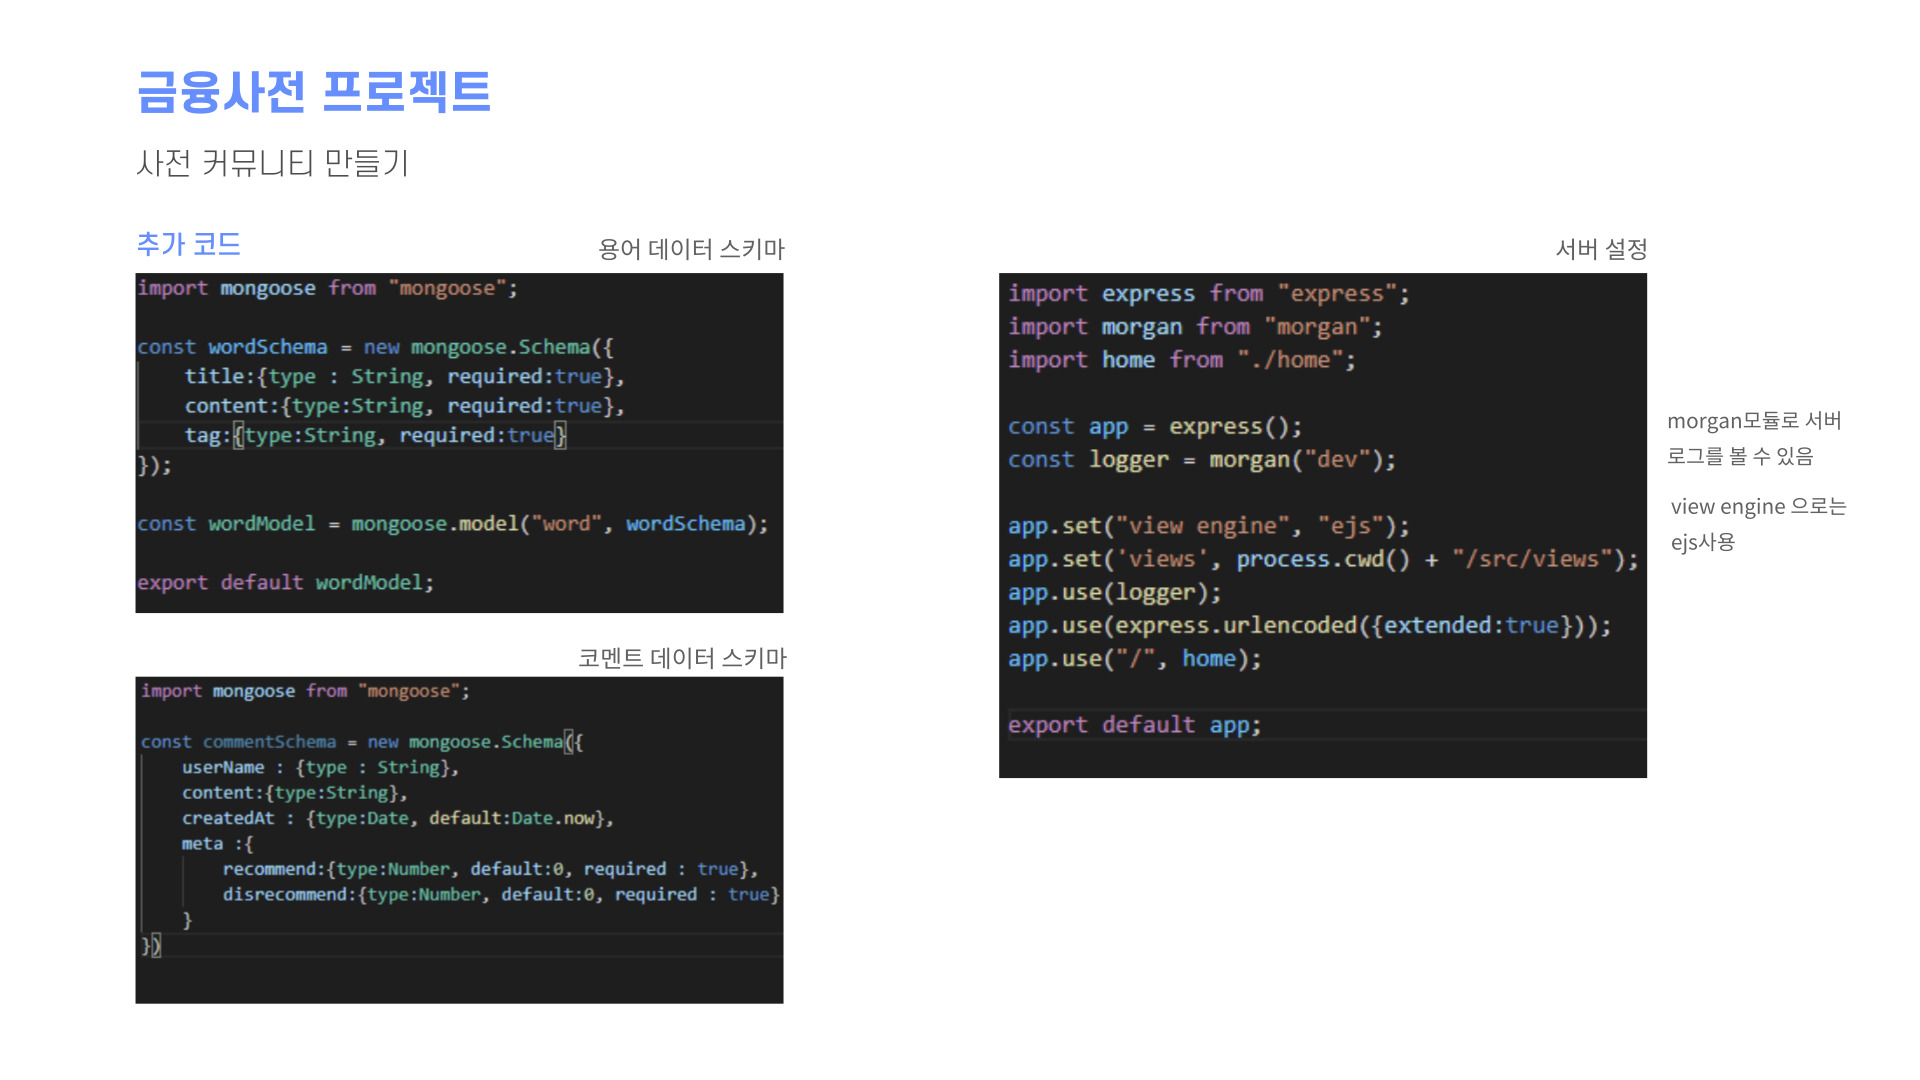 금융사전 프로젝트
사전 커뮤니티 만들기
추가 코드
용어 데이터 스키마
import mongoose from "mongoose";
const wordSchema = new mongoose.Schema({
    title:{type : String, required:true},
    content:{type:String, required:true},
    tag:{type:String, required:true}
});
const wordModel = mongoose.model("word", wordSchema);
export default wordModel;
코멘트 데이터 스키마
import mongoose from "mongoose";
const commentSchema = new mongoose.Schema({
    userName : {type : String},
    content:{type:String},
    createdAt : {type:Date, default:Date.now},
    meta :{
        recommend:{type:Number, default:0, required : true},
        disrecommend:{type:Number, default:0, required : true}
    }
})
서버 설정
import express from "express";
import morgan from "morgan";
import home from "./home";
const app = express();
const logger = morgan("dev");
app.set("view engine", "ejs");
app.set('views', process.cwd() + "/src/views");
app.use(logger);
app.use(express.urlencoded({extended:true}));
app.use("/", home);
export default app;
morgan모듈로 서버
로그를 볼 수 있음
view engine 으로는
ejs사용